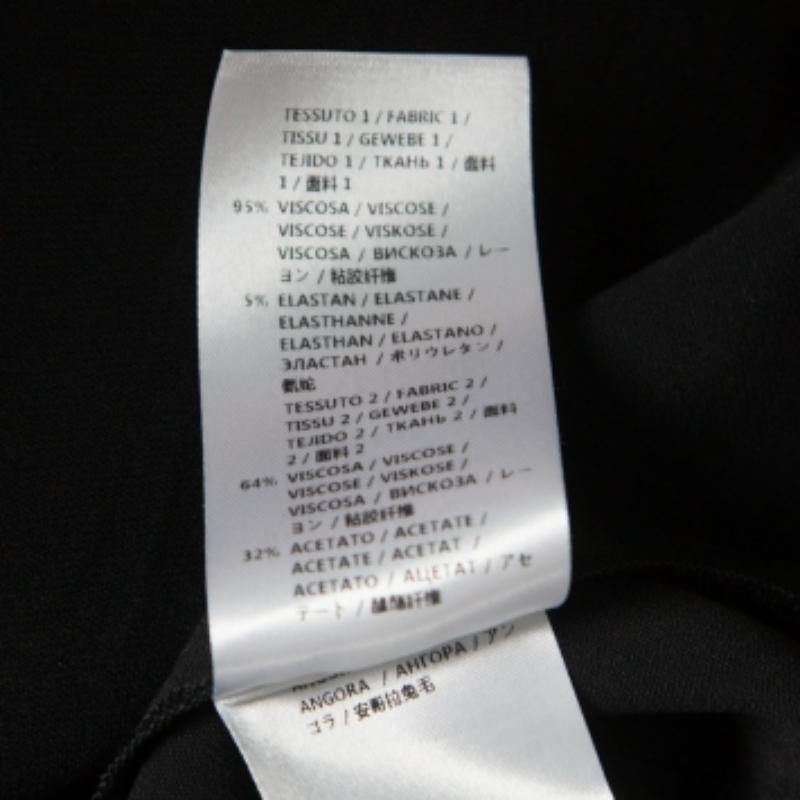 TESSUTO 1 / FABRIC 1 /
TISSU 1 / GEWEBE 1 /
TEJIDO 1 / ТКАНЬ 1 / 面料
1 / 面料 1
95% VISCOSA / VISCOSE /
VISCOSE / VISKOSE /
VISCOSA / ВИСКОЗА / レー
ヨン / 粘胶纤维
5% ELASTAN / ELASTANE /
ELASTHANNE /
ELASTHAN / ELASTANO /
ЭЛАСТАН / ポリウレタン /
氨纶
TESSUTO 2 / FABRIC 2 /
TISSU 2 / GEWEBE 2 /
TEJIDO 2 / ТКАНЬ 2 / 面料
2 / 面料 2
64% VISCOSA / VISCOSE /
VISCOSE / VISKOSE /
VISCOSA / ВИСКОЗА / レー
ヨン / 粘胶纤维
32% ACETATO / ACETATE /
ACETATE / ACETAT /
ACETATO / АЦЕТАТ / アセ
テート / 醋酯纤维
ANGORA / АНГОРА / アン
ゴラ / 安哥拉兔毛